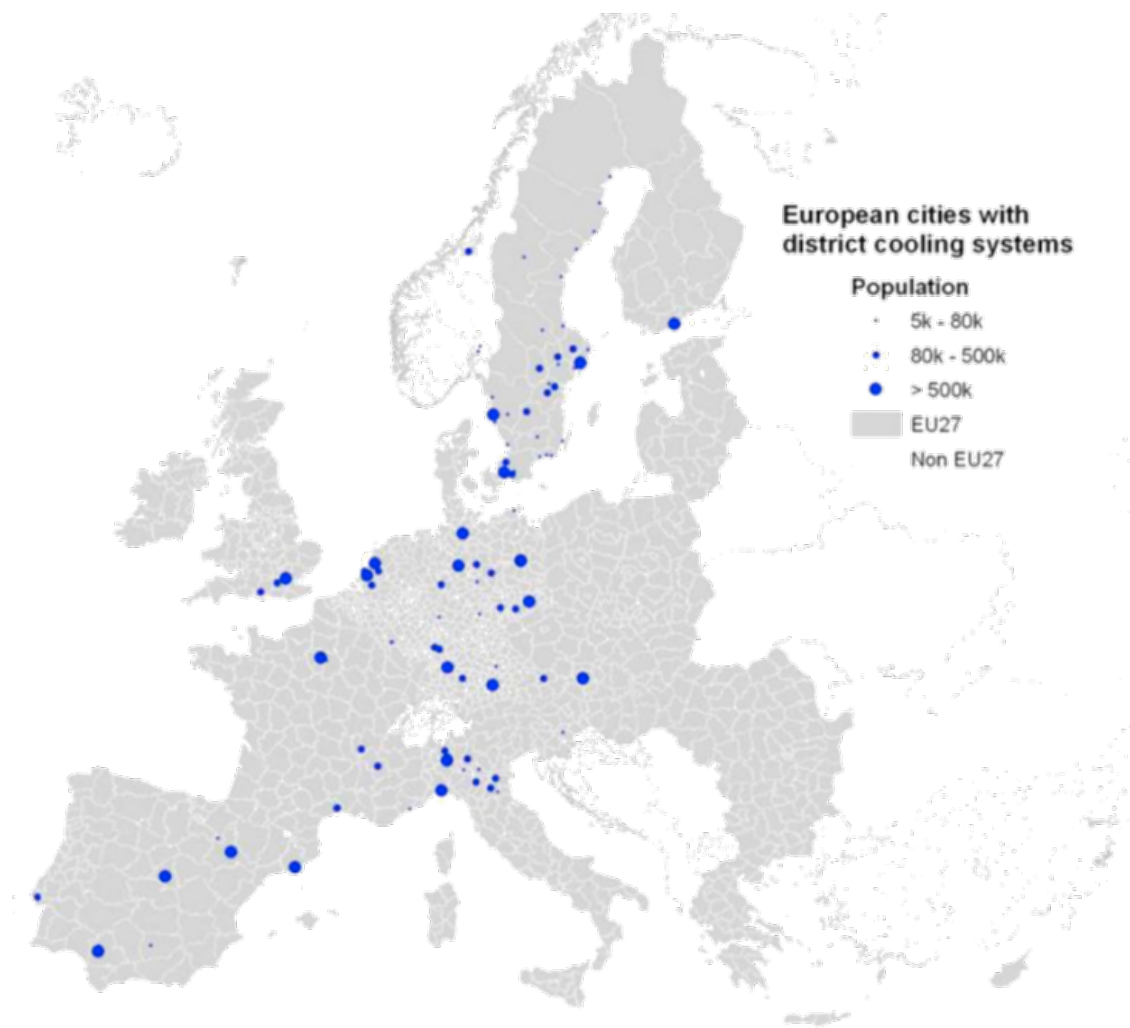 European cities with
district cooling systems
Population
5k - 80k
80k - 500k
> 500k
EU27
Non EU27